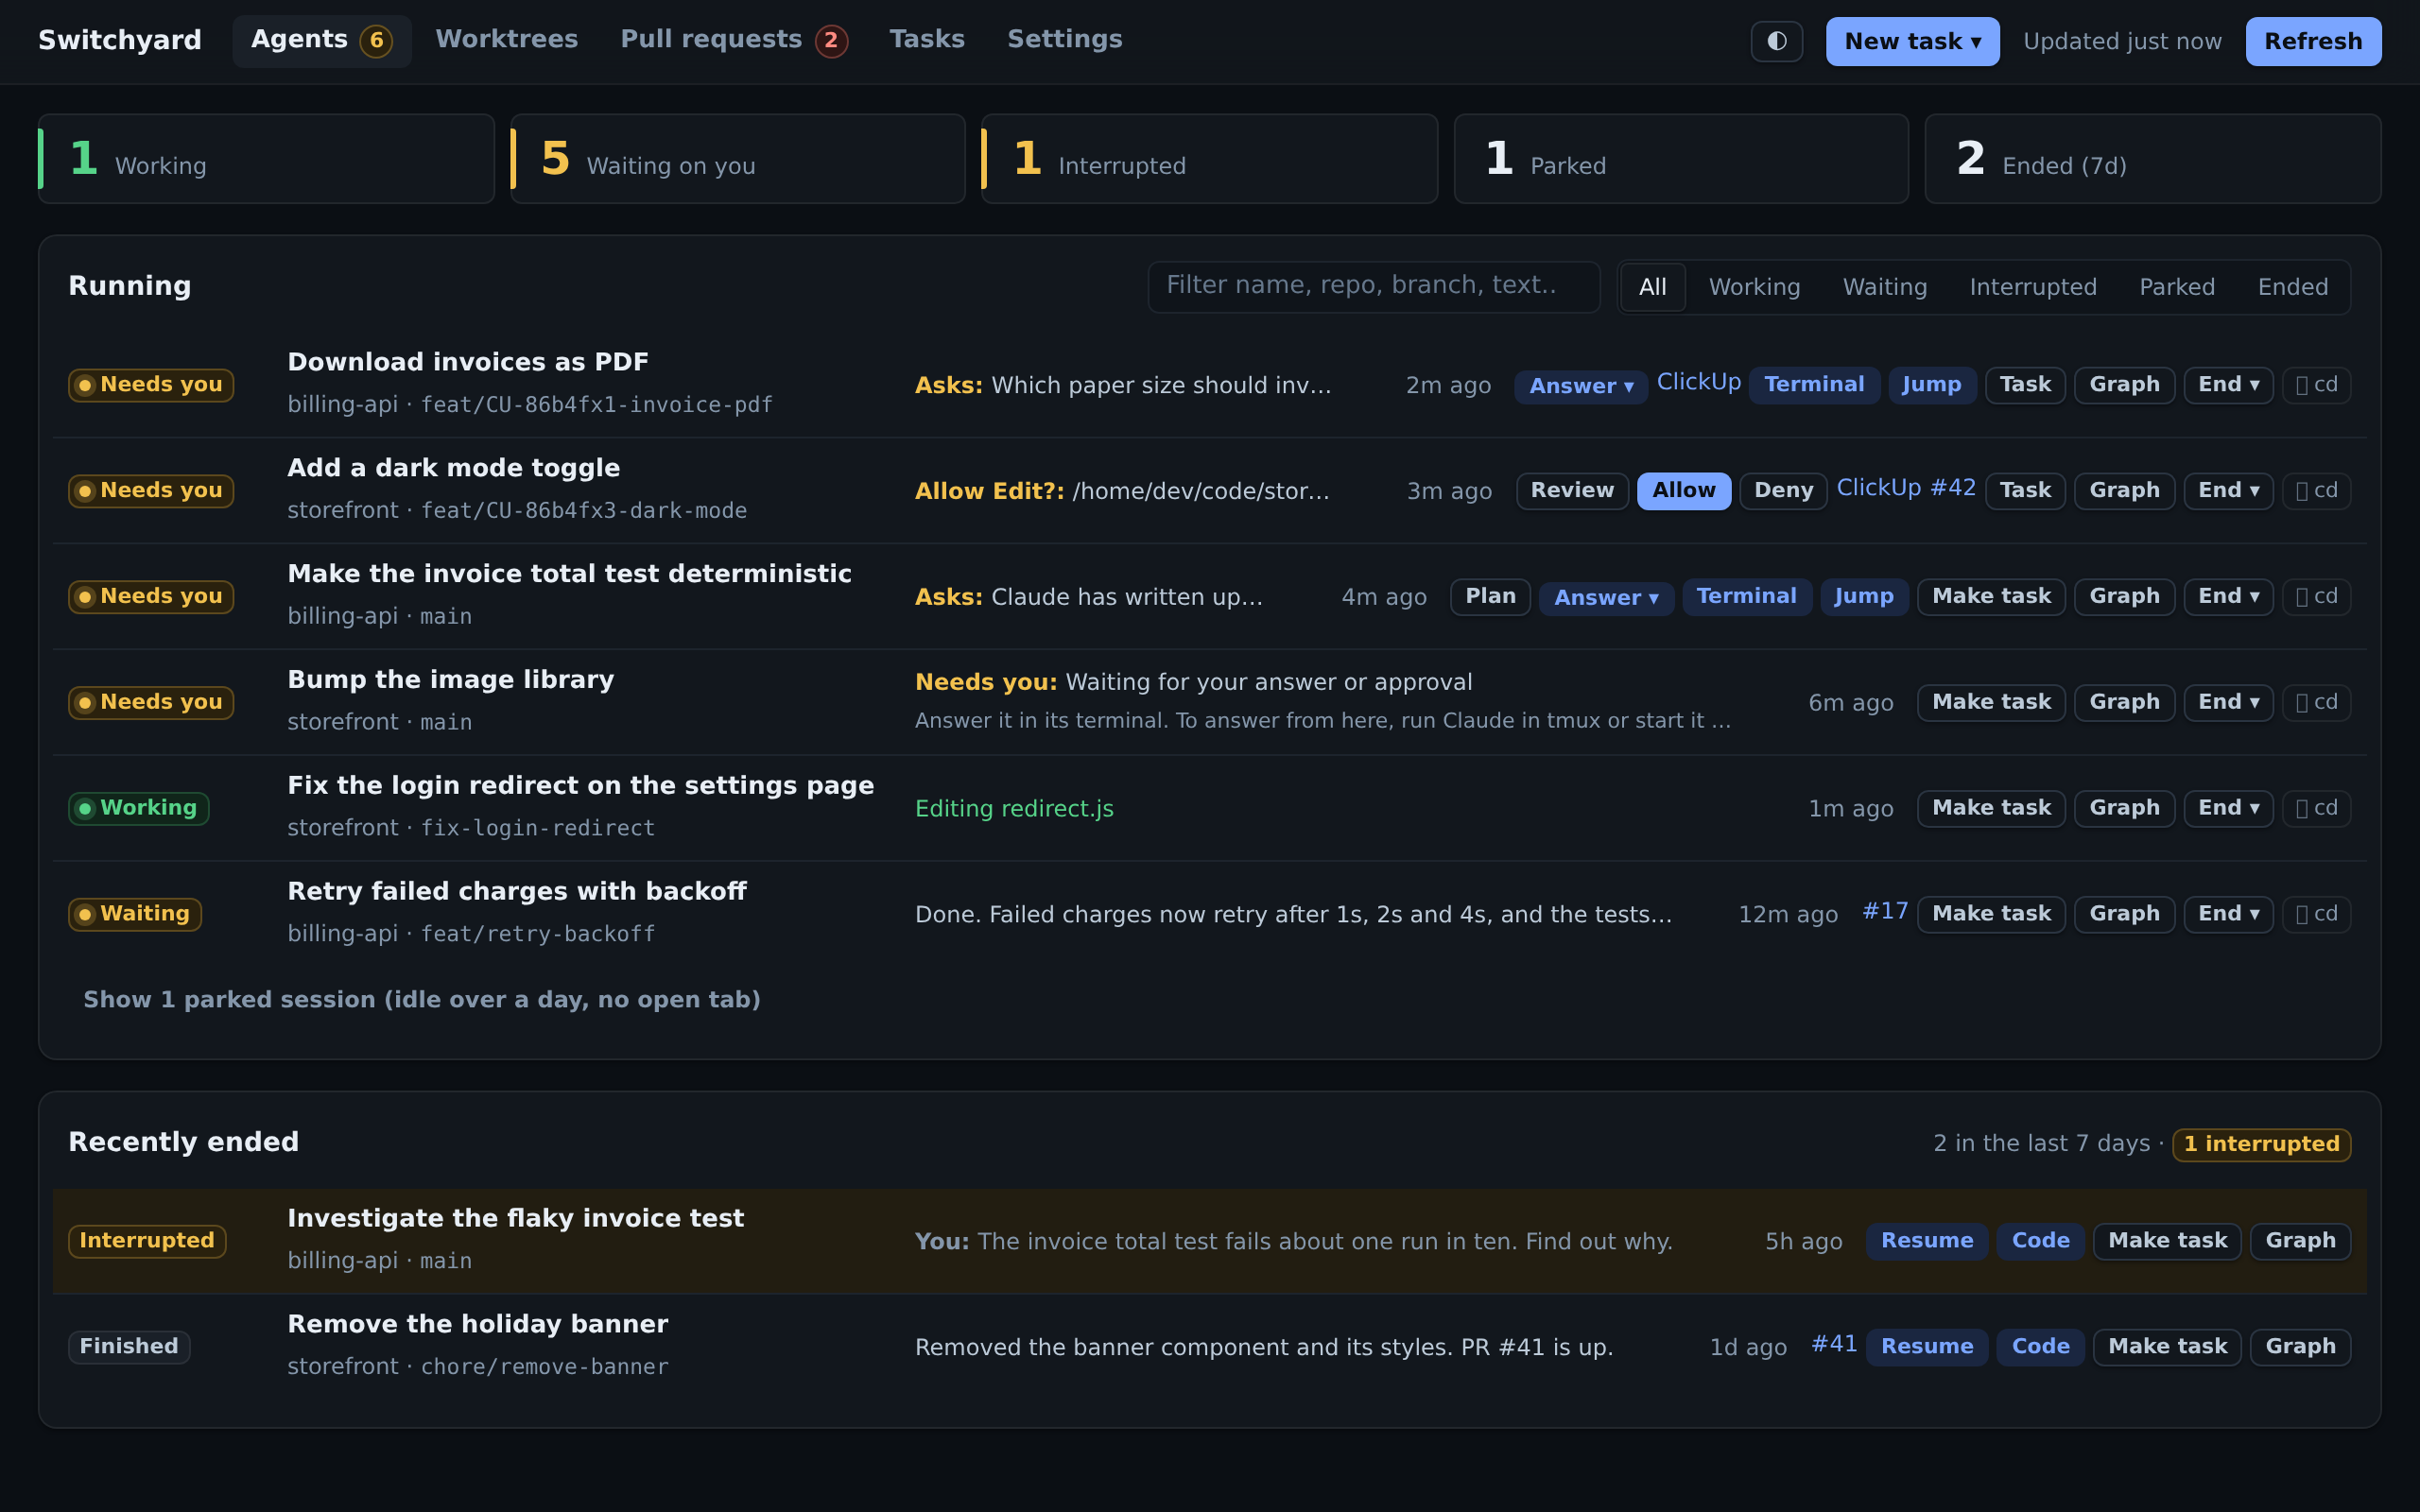 Switchyard Agents 6 Worktrees Pull requests 2 Tasks Settings ◐ New task ▾ Updated just now Refresh
1 Working 5 Waiting on you 1 Interrupted 1 Parked 2 Ended (7d)
Running Filter name, repo, branch, text.. All Working Waiting Interrupted Parked Ended
Download invoices as PDF
Needs you Asks: Which paper size should inv… 2m ago Answer ▾ ClickUp Terminal Jump Task Graph End ▾ cd
billing-api · feat/CU-86b4fx1-invoice-pdf
Add a dark mode toggle
Needs you Allow Edit?: /home/dev/code/stor… 3m ago Review Allow Deny ClickUp #42 Task Graph End ▾ cd
storefront · feat/CU-86b4fx3-dark-mode
Make the invoice total test deterministic
Needs you Asks: Claude has written up… 4m ago Plan Answer ▾ Terminal Jump Make task Graph End ▾ cd
billing-api · main
Bump the image library Needs you: Waiting for your answer or approval
Needs you 6m ago Make task Graph End ▾ cd
storefront · main Answer it in its terminal. To answer from here, run Claude in tmux or start it …
Fix the login redirect on the settings page
Working Editing redirect.js 1m ago Make task Graph End ▾ cd
storefront · fix-login-redirect
Retry failed charges with backoff
Waiting Done. Failed charges now retry after 1s, 2s and 4s, and the tests… 12m ago #17 Make task Graph End ▾ cd
billing-api · feat/retry-backoff
Show 1 parked session (idle over a day, no open tab)
Recently ended 2 in the last 7 days · 1 interrupted
Investigate the flaky invoice test
Interrupted You: The invoice total test fails about one run in ten. Find out why. 5h ago Resume Code Make task Graph
billing-api · main
Remove the holiday banner
Finished Removed the banner component and its styles. PR #41 is up. 1d ago #41 Resume Code Make task Graph
storefront · chore/remove-banner